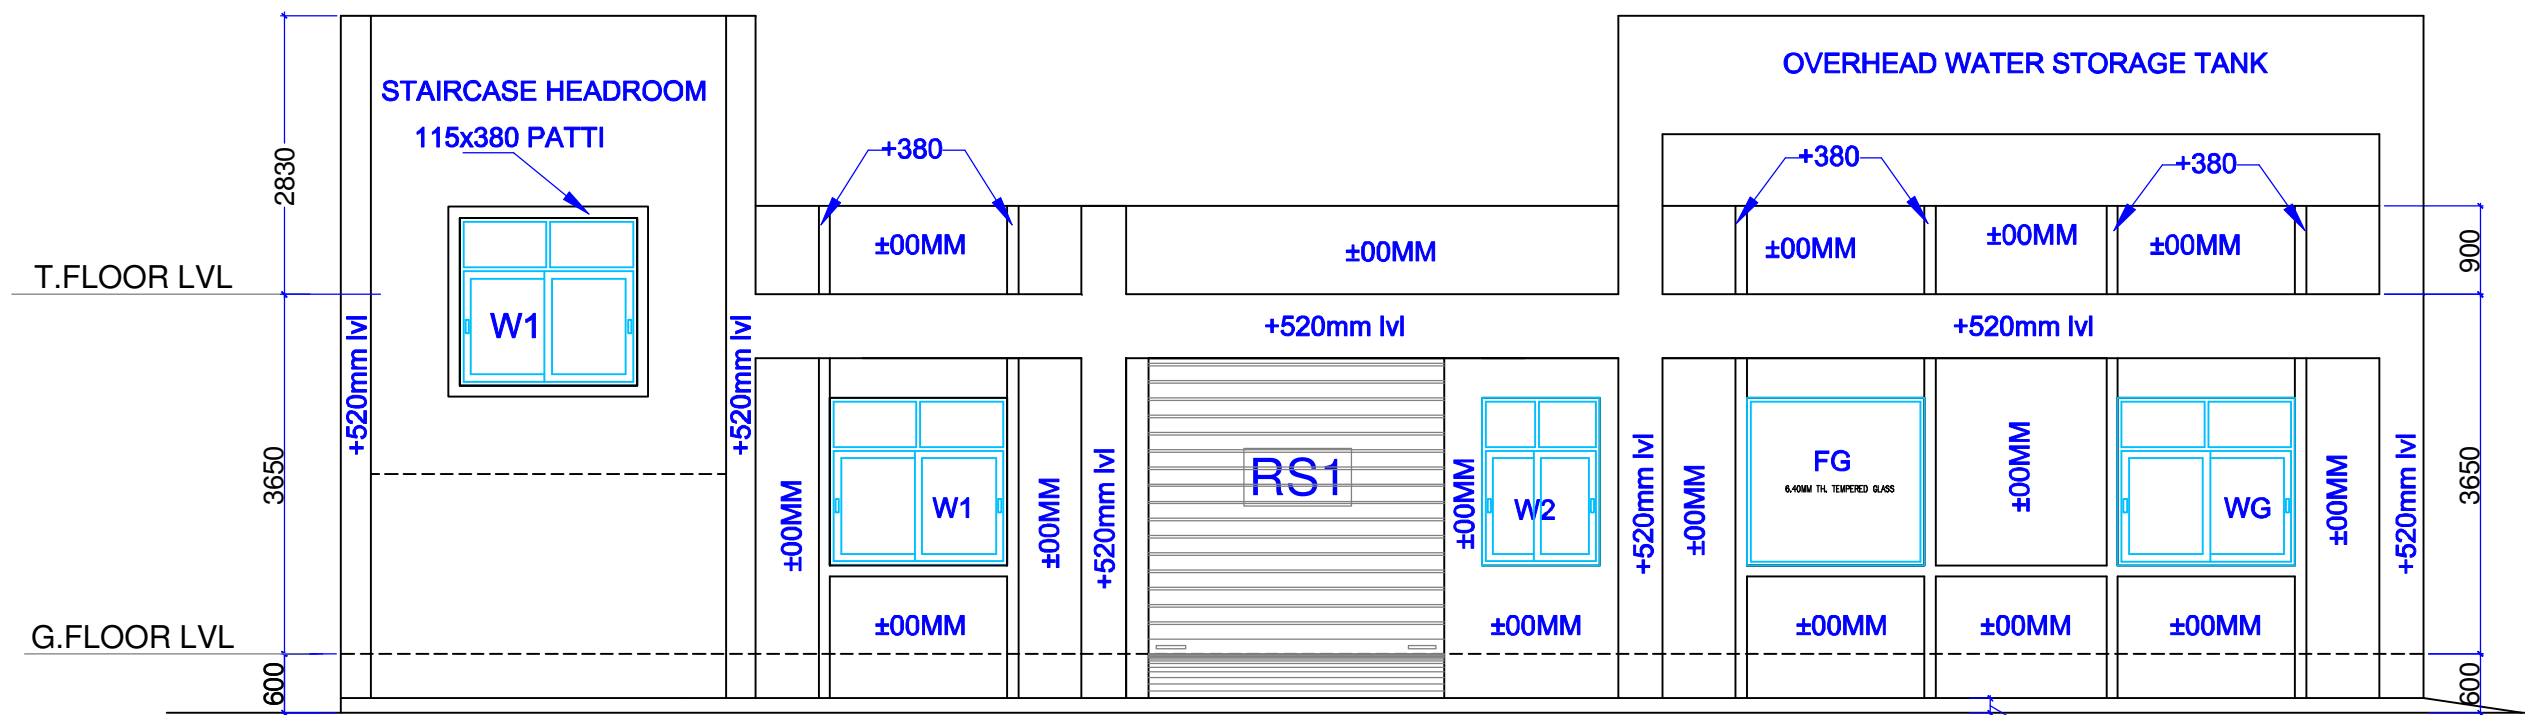 OVERHEAD WATER STORAGE TANK
STAIRCASE HEADROOM
115x380 PATTI
+380
+380
+380
2830
±00MM
±00MM
±00MM
±00MM
±00MM
900
T.FLOOR LVL
W1
+520mm lvl
+520mm lvl
+520mm lvl
+520mm lvl
3650
±00MM
W1
±00MM
+520mm lvl
RS1
±00MM
W2
+520mm lvl
±00MM
FG
6.40MM TH. TEMPERED GLASS
±00MM
WG
±00MM
+520mm lvl
3650
±00MM
±00MM
±00MM
±00MM
±00MM
G.FLOOR LVL
600
600